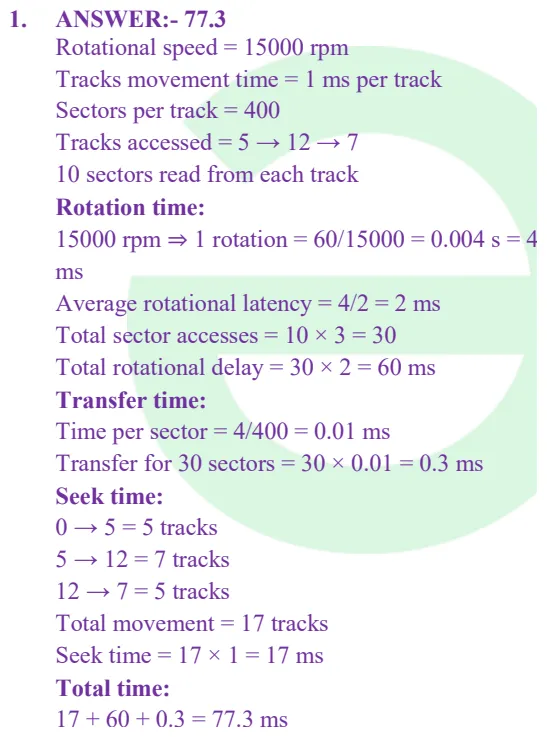 1. ANSWER:- 77.3
Rotational speed = 15000 rpm
Tracks movement time = 1 ms per track
Sectors per track = 400
Tracks accessed = 5 → 12 → 7
10 sectors read from each track
Rotation time:
15000 rpm ⇒ 1 rotation = 60/15000 = 0.004 s = 4
ms
Average rotational latency = 4/2 = 2 ms
Total sector accesses = 10 × 3 = 30
Total rotational delay = 30 × 2 = 60 ms
Transfer time:
Time per sector = 4/400 = 0.01 ms
Transfer for 30 sectors = 30 × 0.01 = 0.3 ms
Seek time:
0 → 5 = 5 tracks
5 → 12 = 7 tracks
12 → 7 = 5 tracks
Total movement = 17 tracks
Seek time = 17 × 1 = 17 ms
Total time:
17 + 60 + 0.3 = 77.3 ms